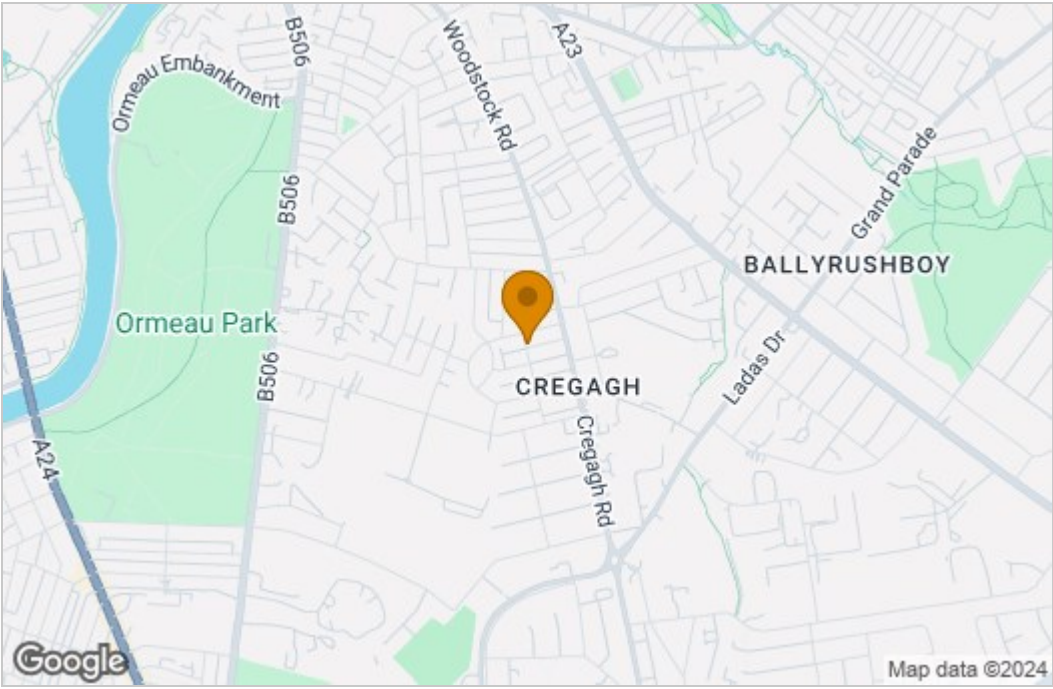 B506
Woodstock Rd
A23
Ormeau Embankment
Grand Parade
B506
BALLYRUSHBOY
Ormeau Park
Ladas Dr
B506
CREGAGH
Cregagh Rd
A24
Google
Map data ©2024